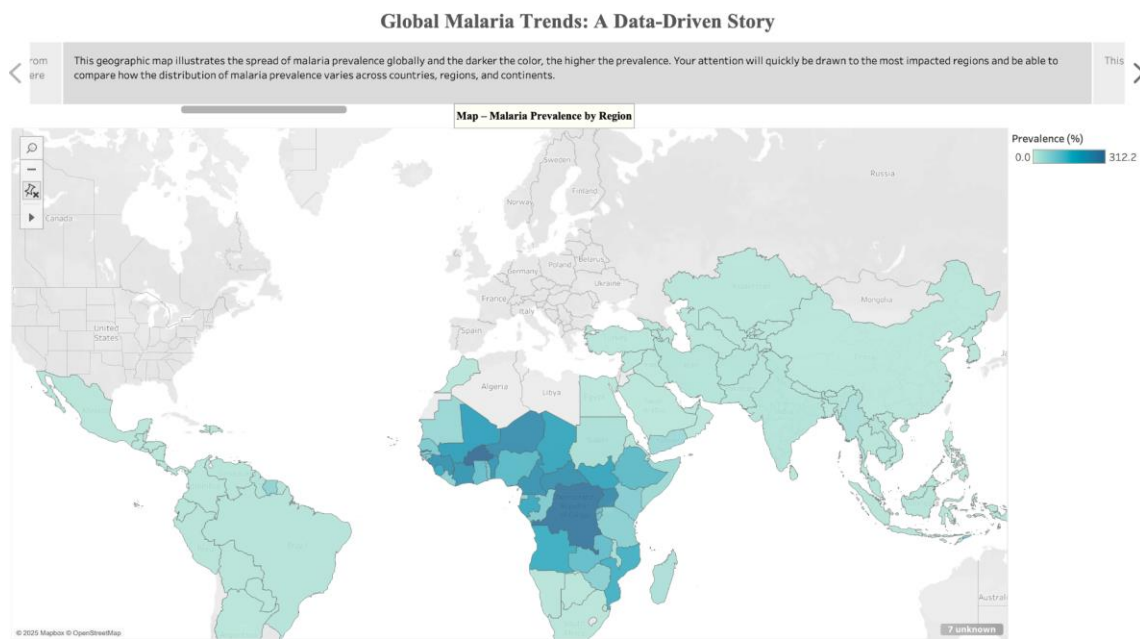 Global Malaria Trends: A Data-Driven Story
rom
ere
This geographic map illustrates the spread of malaria prevalence globally and the darker the color, the higher the prevalence. Your attention will quickly be drawn to the most impacted regions and be able to
compare how the distribution of malaria prevalence varies across countries, regions, and continents.
This
Map – Malaria Prevalence by Region
Prevalence (%)
0.0 312.2
Sweden
Finland
Russia
Norway
Canada
Belarus
Poland
Germany
Ukraine
France
Mongolia
Italy
United
States
Spain
Algeria
Libya
Australi
© 2025 Mapbox © OpenStreetMap
7 unknown